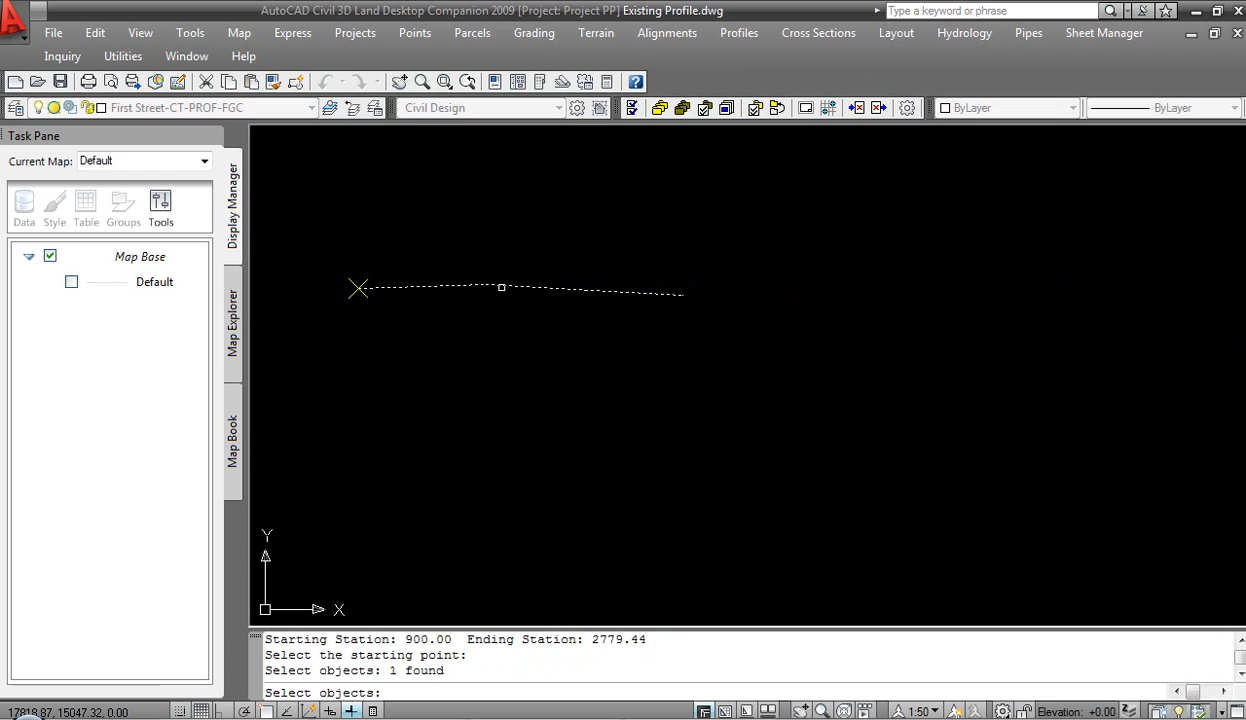 AutoCAD Civil 3D Land Desktop Companion 2009 [Project: Project PP] Existing Profile.dwg
Type a keyword or phrase
File Edit View Tools Map Express Projects Points Parcels Grading Terrain Alignments Profiles Cross Sections Layout Hydrology Pipes Sheet Manager
Inquiry Utilities Window Help
First Street-CT-PROF-FGC Civil Design ByLayer ByLayer
Task Pane
Current Map: Default
Data Style Table Groups Tools
Display Manager
Map Base
Default
Map Explorer
Map Book
Y
X
Starting Station: 900.00 Ending Station: 2779.44
Select the starting point:
Select objects: 1 found
Select objects:
17818.87, 15047.32, 0.00 1:50 Elevation: +0.00